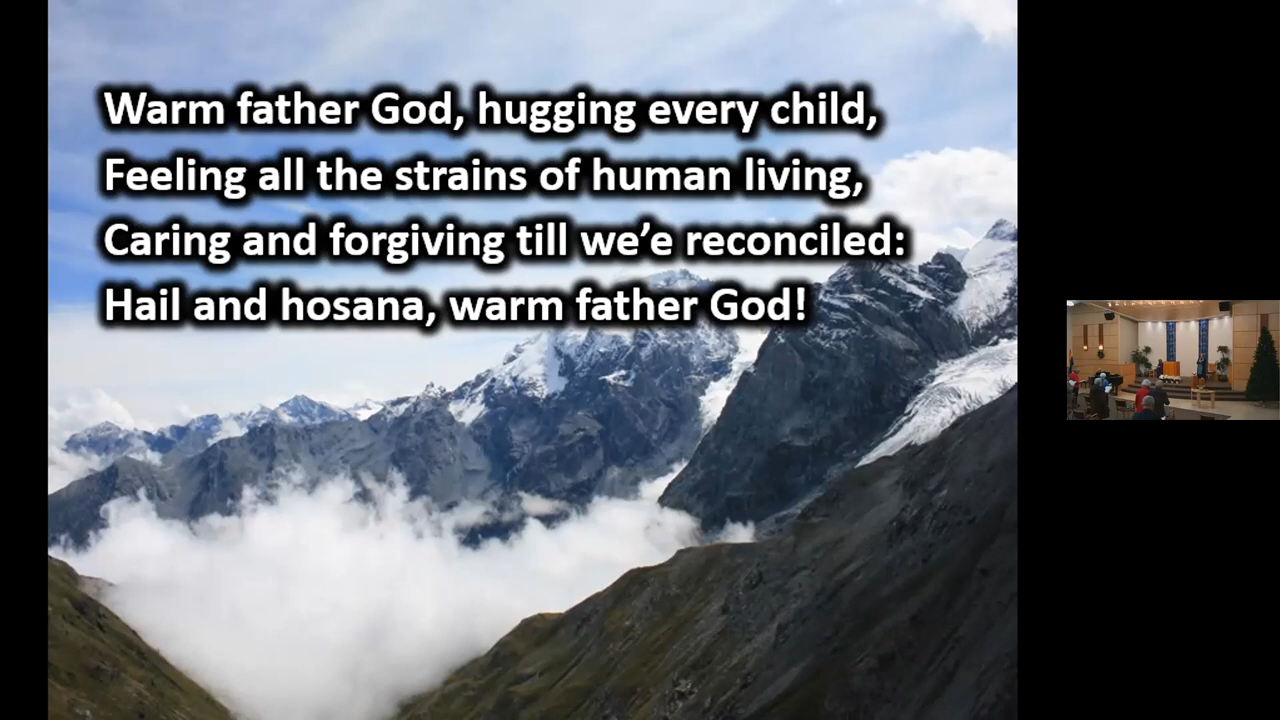 Warm father God, hugging every child,
Feeling all the strains of human living,
Caring and forgiving till we’e reconciled:
Hail and hosana, warm father God!